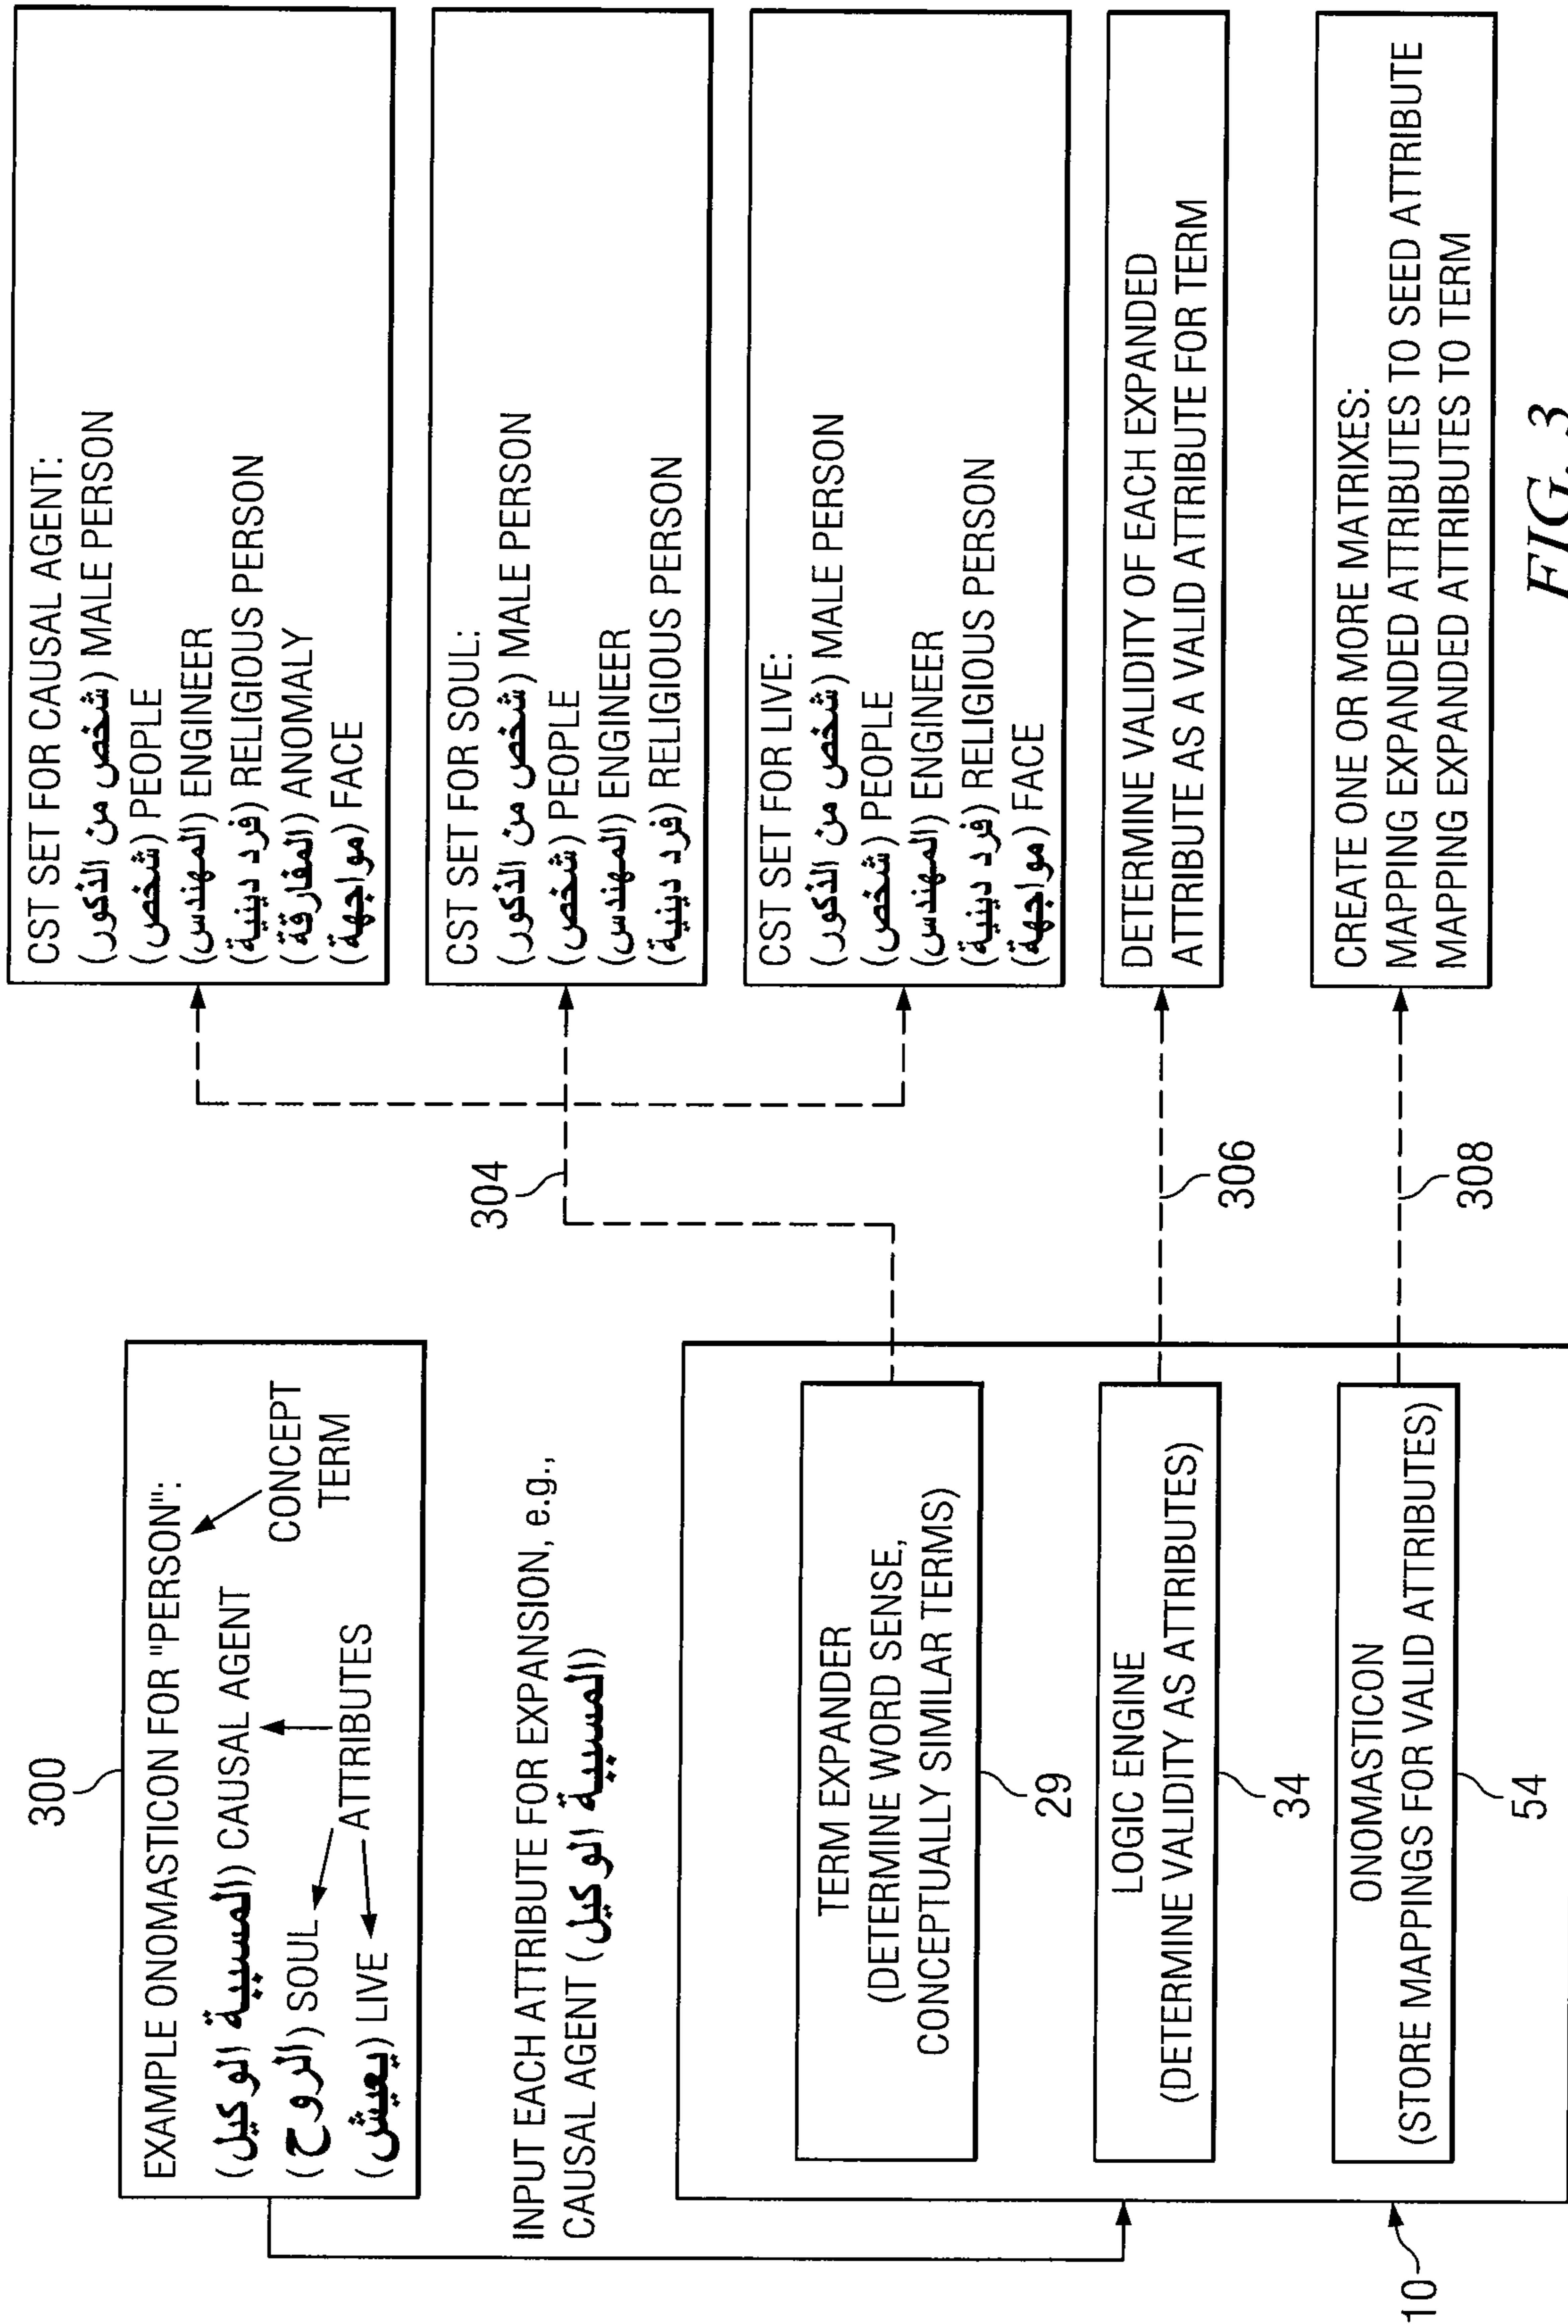 300
EXAMPLE ONOMASTICON FOR "PERSON":
(المسببة الوكيل) CAUSAL AGENT
(الروح) SOUL
(يعيش) LIVE
ATTRIBUTES
CONCEPT
TERM
INPUT EACH ATTRIBUTE FOR EXPANSION, e.g.,
CAUSAL AGENT (المسببة الوكيل)
10
TERM EXPANDER
(DETERMINE WORD SENSE,
CONCEPTUALLY SIMILAR TERMS)
29
LOGIC ENGINE
(DETERMINE VALIDITY AS ATTRIBUTES)
34
ONOMASTICON
(STORE MAPPINGS FOR VALID ATTRIBUTES)
54
304
306
308
CST SET FOR CAUSAL AGENT:
(شخص من الذكور) MALE PERSON
(شخص) PEOPLE
(المهندس) ENGINEER
(فرد دينية) RELIGIOUS PERSON
(المفارقة) ANOMALY
(مواجهة) FACE
CST SET FOR SOUL:
(شخص من الذكور) MALE PERSON
(شخص) PEOPLE
(المهندس) ENGINEER
(فرد دينية) RELIGIOUS PERSON
CST SET FOR LIVE:
(شخص من الذكور) MALE PERSON
(شخص) PEOPLE
(المهندس) ENGINEER
(فرد دينية) RELIGIOUS PERSON
(مواجهة) FACE
DETERMINE VALIDITY OF EACH EXPANDED
ATTRIBUTE AS A VALID ATTRIBUTE FOR TERM
CREATE ONE OR MORE MATRIXES:
MAPPING EXPANDED ATTRIBUTES TO SEED ATTRIBUTE
MAPPING EXPANDED ATTRIBUTES TO TERM
FIG. 3